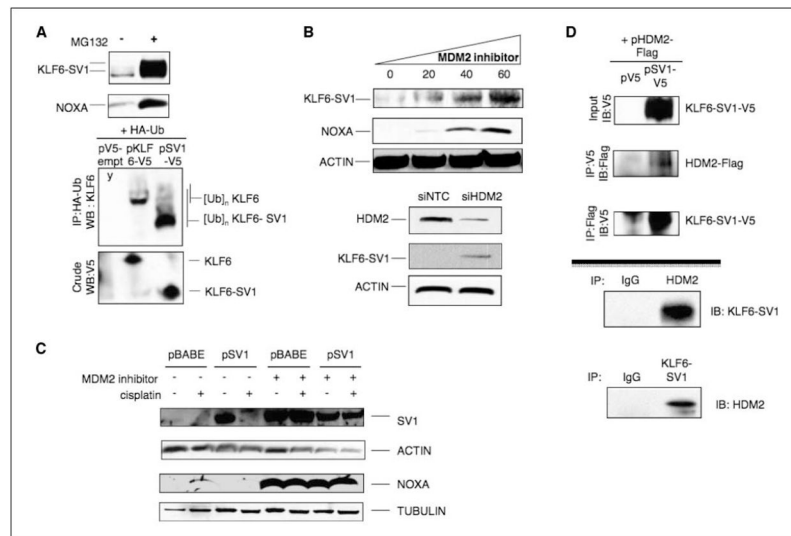 A
MG132 - +
KLF6-SV1
NOXA
+ HA-Ub
pV5- pKLF pSV1
empt 6-V5 -V5
y
IP:HA-Ub
WB : KLF6
[Ub]n KLF6
[Ub]n KLF6- SV1
Crude
WB:V5
KLF6
KLF6-SV1
B
MDM2 inhibitor
0 20 40 60
KLF6-SV1
NOXA
ACTIN
siNTC siHDM2
HDM2
KLF6-SV1
ACTIN
C
pBABE pSV1 pBABE pSV1
MDM2 inhibitor - - - - + + + +
cisplatin - + - + - + - +
SV1
ACTIN
NOXA
TUBULIN
D
+ pHDM2-
Flag
pV5 pSV1-
V5
Input
IB:V5
KLF6-SV1-V5
IP:V5
IB:Flag
HDM2-Flag
IP:Flag
IB:V5
KLF6-SV1-V5
IP: IgG HDM2
IB: KLF6-SV1
KLF6-
IP: IgG SV1
IB: HDM2